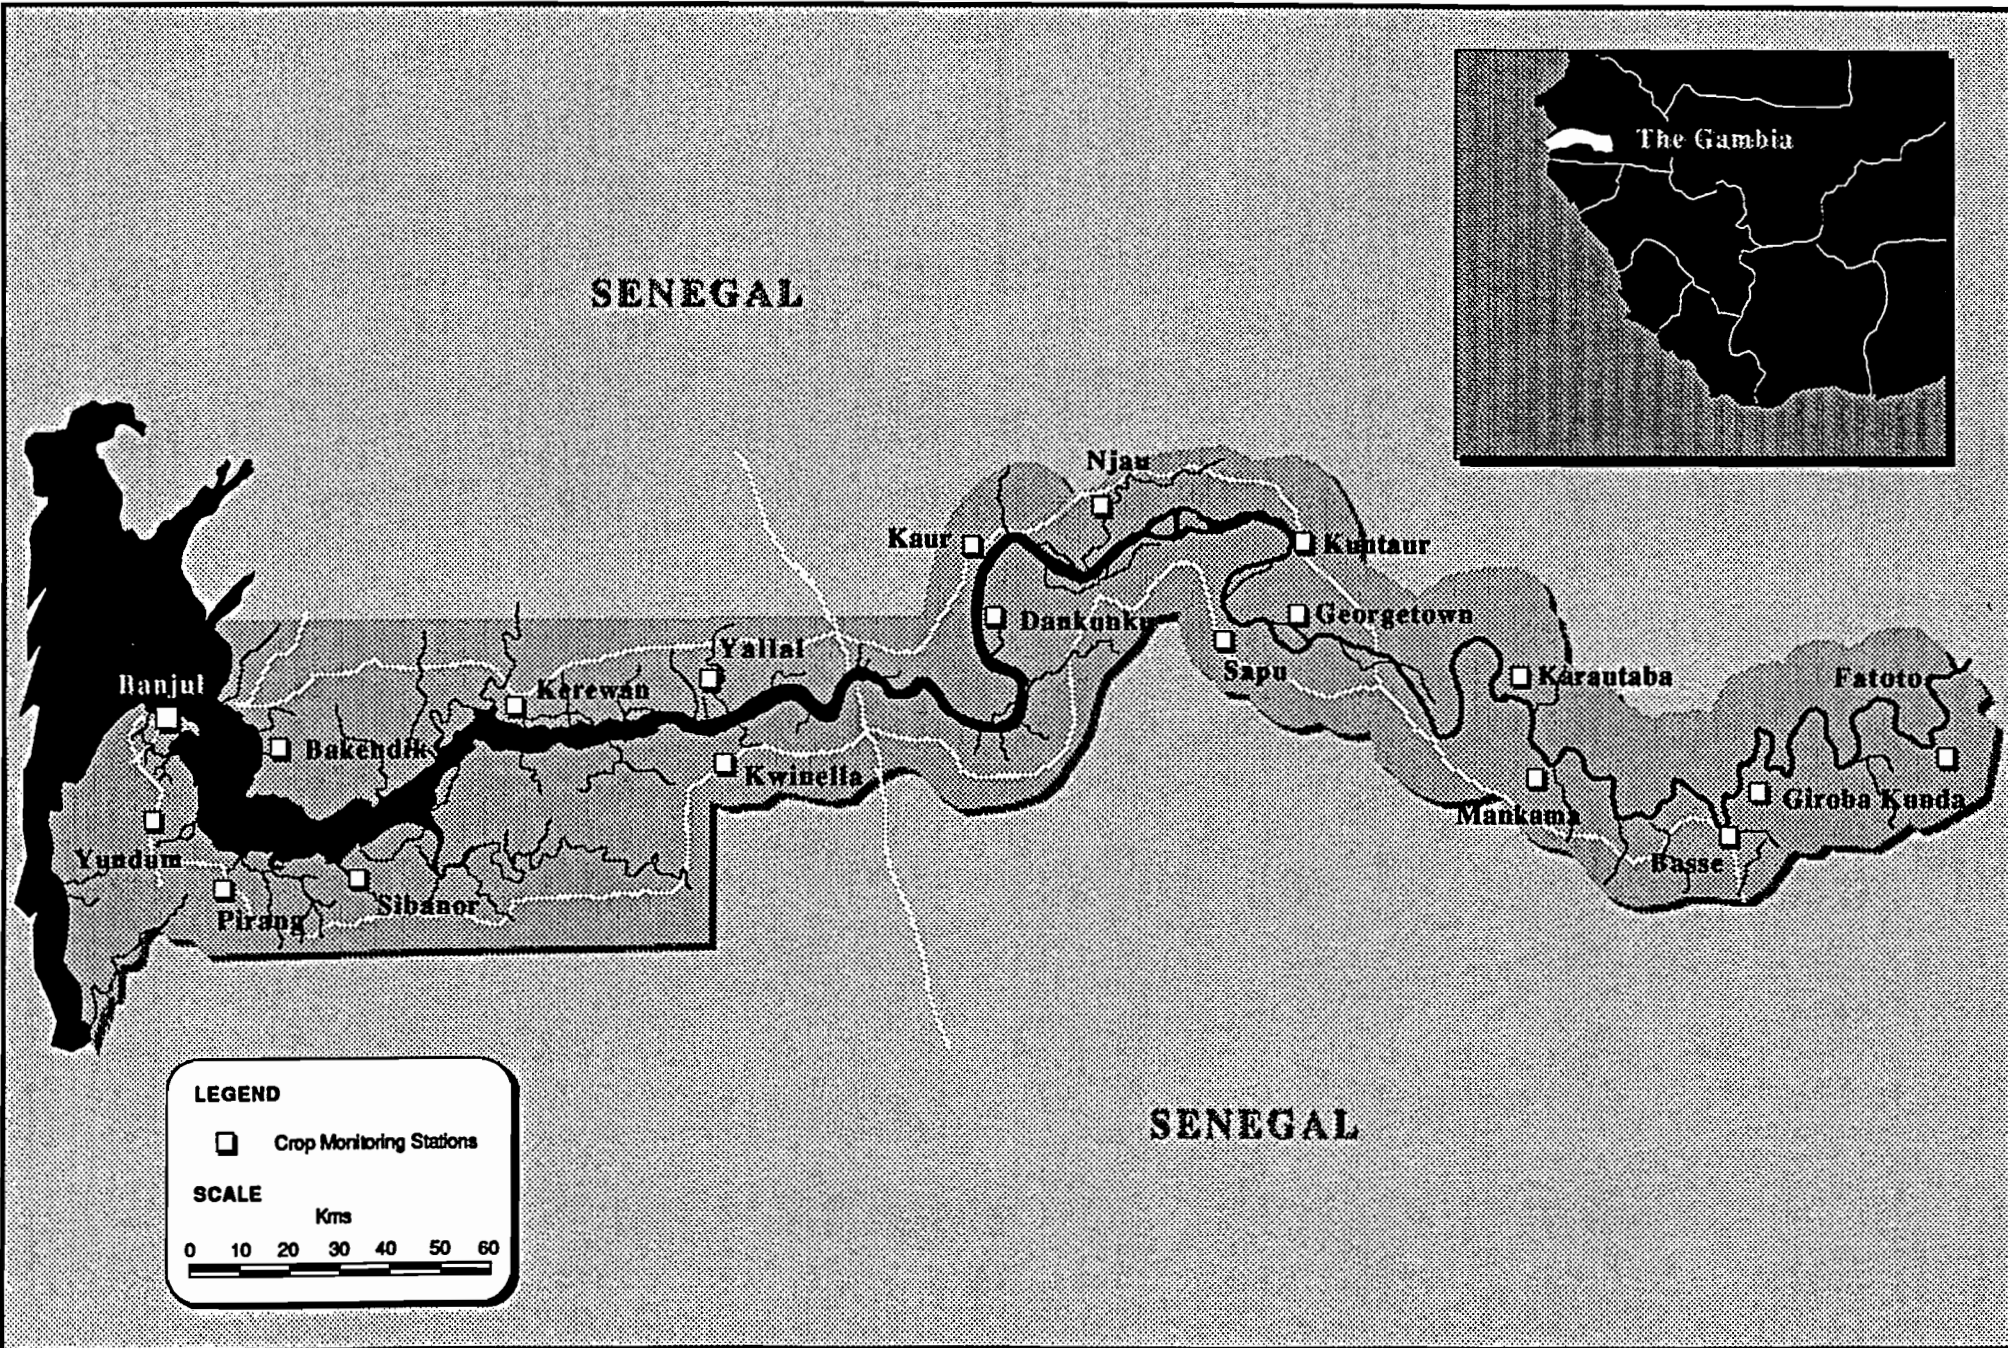 The Gambia
SENEGAL
Njau
Kaur
Kuntaur
Dankunku
Georgetown
Yallal
Sapu
Karautaba
Fatoto
Banjul
Kerewan
Bakendik
Kwinella
Mankama
Giroba Kunda
Yundum
Basse
Pirang
Sibanor
LEGEND
Crop Monitoring Stations
SCALE
Kms
0 10 20 30 40 50 60
SENEGAL